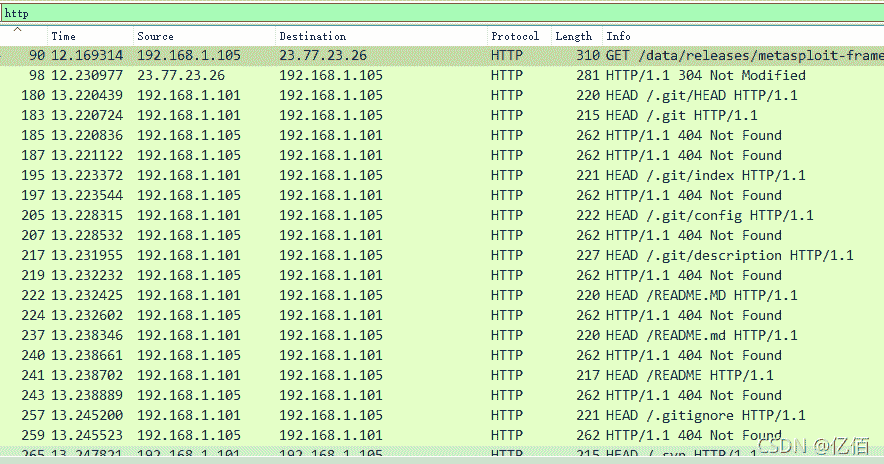 http
Time Source Destination Protocol Length Info
90 12.169314 192.168.1.105 23.77.23.26 HTTP 310 GET /data/releases/metasploit-frame
98 12.230977 23.77.23.26 192.168.1.105 HTTP 281 HTTP/1.1 304 Not Modified
180 13.220439 192.168.1.101 192.168.1.105 HTTP 220 HEAD /.git/HEAD HTTP/1.1
183 13.220724 192.168.1.101 192.168.1.105 HTTP 215 HEAD /.git HTTP/1.1
185 13.220836 192.168.1.105 192.168.1.101 HTTP 262 HTTP/1.1 404 Not Found
187 13.221122 192.168.1.105 192.168.1.101 HTTP 262 HTTP/1.1 404 Not Found
195 13.223372 192.168.1.101 192.168.1.105 HTTP 221 HEAD /.git/index HTTP/1.1
197 13.223544 192.168.1.105 192.168.1.101 HTTP 262 HTTP/1.1 404 Not Found
205 13.228315 192.168.1.101 192.168.1.105 HTTP 222 HEAD /.git/config HTTP/1.1
207 13.228532 192.168.1.105 192.168.1.101 HTTP 262 HTTP/1.1 404 Not Found
217 13.231955 192.168.1.101 192.168.1.105 HTTP 227 HEAD /.git/description HTTP/1.1
219 13.232232 192.168.1.105 192.168.1.101 HTTP 262 HTTP/1.1 404 Not Found
222 13.232425 192.168.1.101 192.168.1.105 HTTP 220 HEAD /README.MD HTTP/1.1
224 13.232602 192.168.1.105 192.168.1.101 HTTP 262 HTTP/1.1 404 Not Found
237 13.238346 192.168.1.101 192.168.1.105 HTTP 220 HEAD /README.md HTTP/1.1
240 13.238661 192.168.1.105 192.168.1.101 HTTP 262 HTTP/1.1 404 Not Found
241 13.238702 192.168.1.101 192.168.1.105 HTTP 217 HEAD /README HTTP/1.1
243 13.238889 192.168.1.105 192.168.1.101 HTTP 262 HTTP/1.1 404 Not Found
257 13.245200 192.168.1.101 192.168.1.105 HTTP 221 HEAD /.gitignore HTTP/1.1
259 13.245523 192.168.1.105 192.168.1.101 HTTP 262 HTTP/1.1 404 Not Found
265 13.247821 192.168.1.101 192.168.1.105 HTTP 215 HEAD /.svn HTTP/1.1
CSDN @亿佰